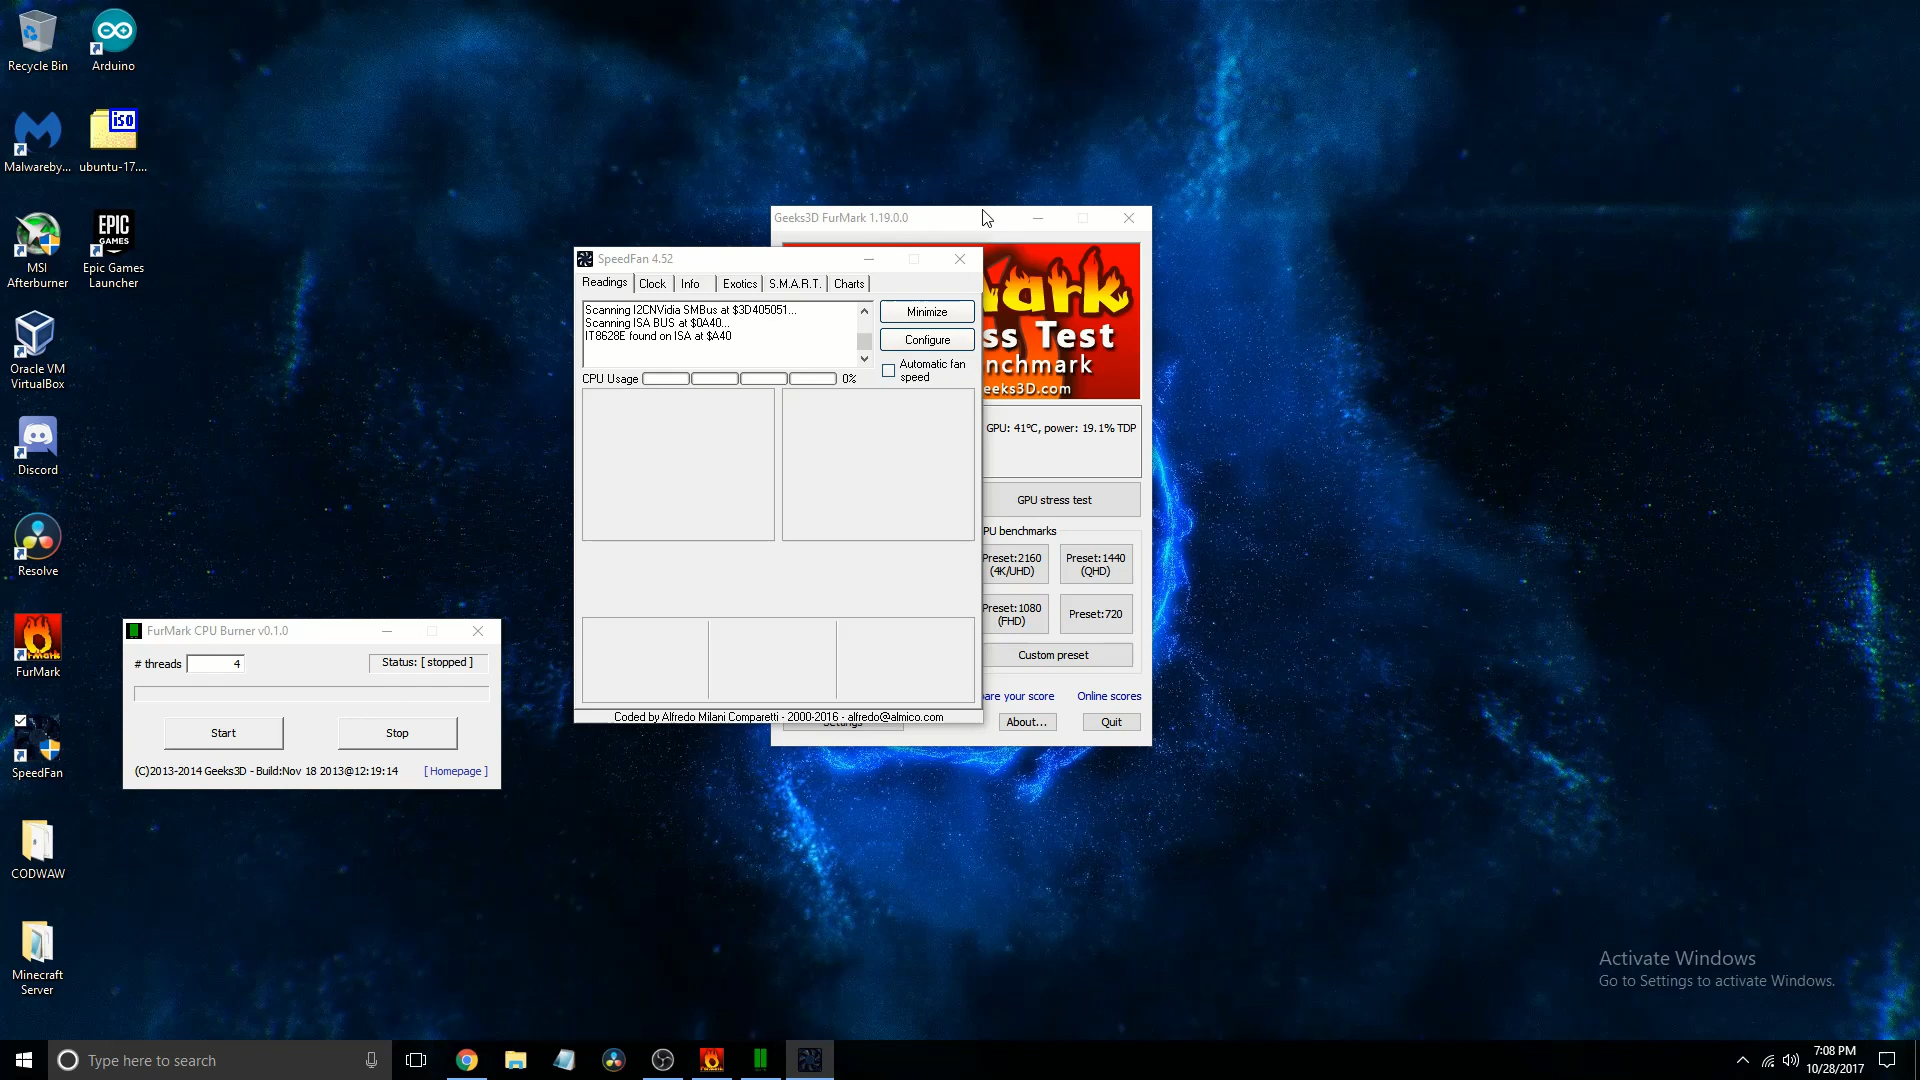 Recycle Bin
Arduino
Malwareby...
iso
ubuntu-17....
MSI
Afterburner
EPIC
GAMES
Epic Games
Launcher
Oracle VM
VirtualBox
Discord
Resolve
FurMark
SpeedFan
CODWAW
Minecraft
Server
FurMark CPU Burner v0.1.0
# threads
4
Status: [ stopped ]
Start
Stop
(C)2013-2014 Geeks3D - Build:Nov 18 2013@12:19:14
[ Homepage ]
SpeedFan 4.52
Readings
Clock
Info
Exotics
S.M.A.R.T.
Charts
Scanning I2CNVidia SMBus at $3D405051...
Scanning ISA BUS at $0A40...
IT8628E found on ISA at $A40
Minimize
Configure
Automatic fan
speed
CPU Usage
0%
Coded by Alfredo Milani Comparetti - 2000-2016 - alfredo@almico.com
Geeks3D FurMark 1.19.0.0
ark
ss Test
nchmark
eeks3D.com
GPU: 41°C, power: 19.1% TDP
GPU stress test
PU benchmarks
Preset:2160
(4K/UHD)
Preset:1440
(QHD)
Preset:1080
(FHD)
Preset:720
Custom preset
are your score
Online scores
Settings
About...
Quit
Activate Windows
Go to Settings to activate Windows.
Type here to search
7:08 PM
10/28/2017